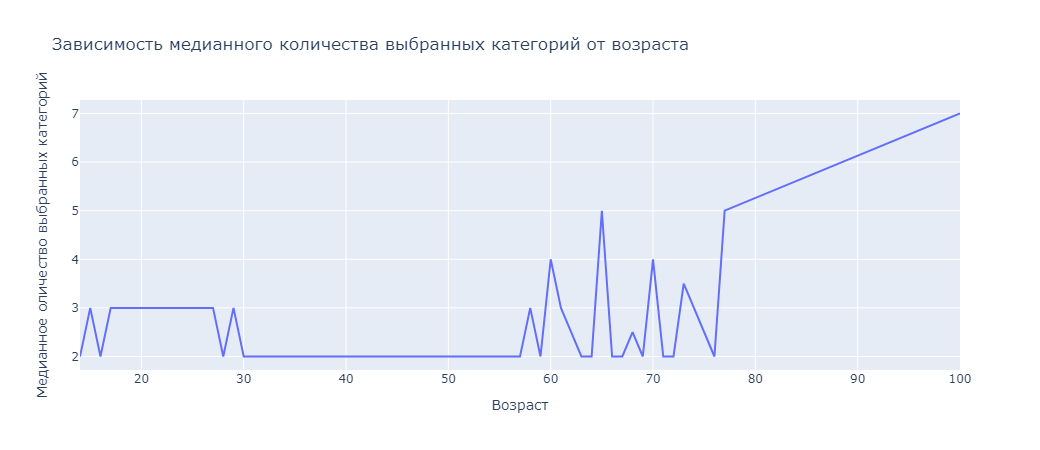 Зависимость медианного количества выбранных категорий от возраста
Медианное оличество выбранных категорий
7
6
5
4
3
2
20 30 40 50 60 70 80 90 100
Возраст